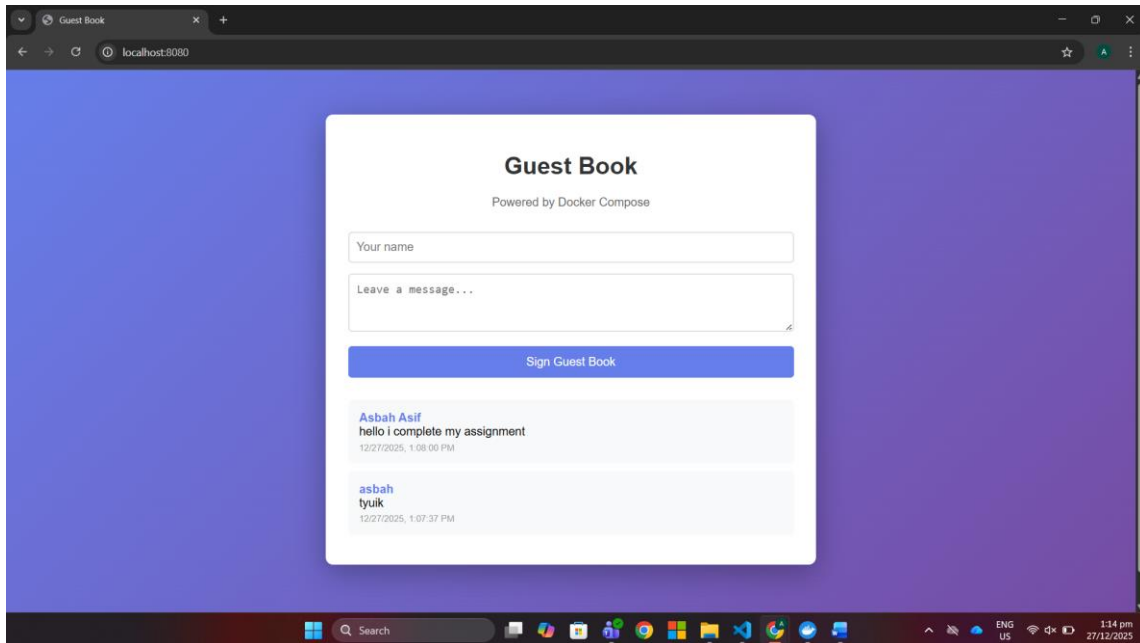 Guest Book
localhost:8080
A
Guest Book
Powered by Docker Compose
Your name
Leave a message...
Sign Guest Book
Asbah Asif
hello i complete my assignment
12/27/2025, 1:08:00 PM
asbah
tyuik
12/27/2025, 1:07:37 PM
Search
ENG
US
1:14 pm
27/12/2025